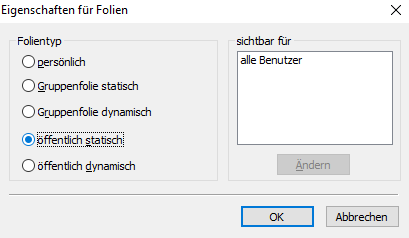 Eigenschaften für Folien
Folientyp
persönlich
Gruppenfolie statisch
Gruppenfolie dynamisch
öffentlich statisch
öffentlich dynamisch
sichtbar für
alle Benutzer
Ändern
OK
Abbrechen